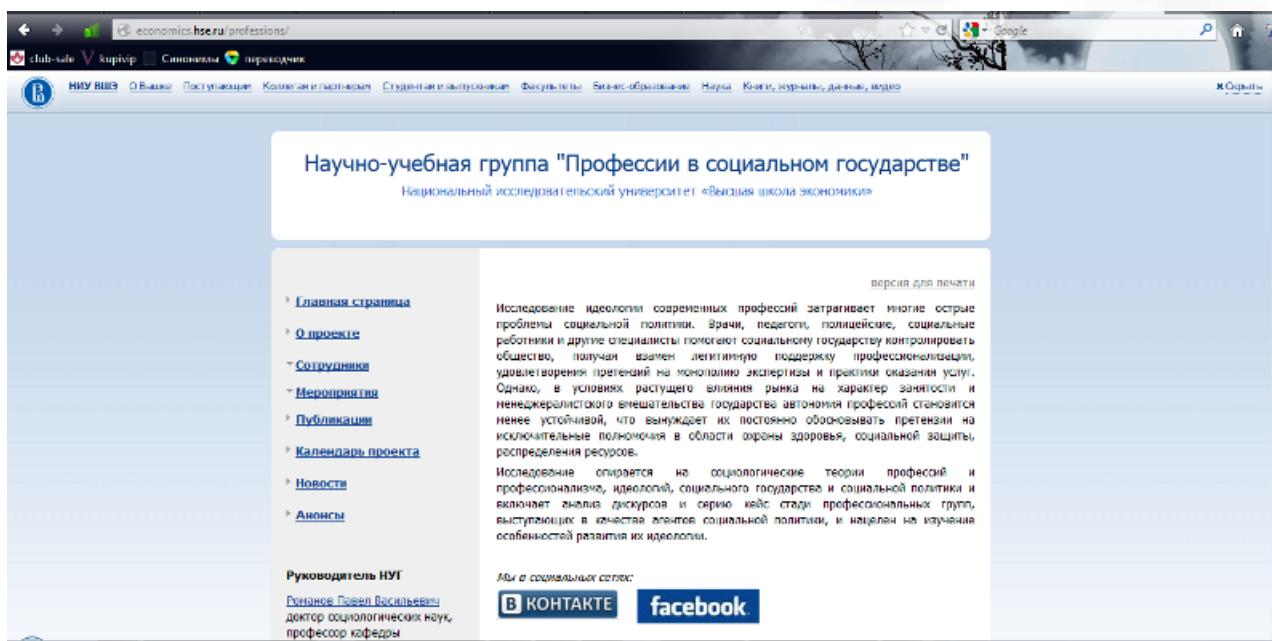 economics.hse.ru/professions/
Google
club-sale kupivip Синонимы переводчик
НИУ ВШЭ О Вышке Поступающим Коллегам и партнерам Студентам и выпускникам Факультеты Бизнес-образование Наука Книги, журналы, данные, видео
Скрыть
Научно-учебная группа "Профессии в социальном государстве"
Национальный исследовательский университет «Высшая школа экономики»
Главная страница
О проекте
Сотрудники
Мероприятия
Публикации
Календарь проекта
Новости
Анонсы
Руководитель НУГ
Романов Павел Васильевич
доктор социологических наук,
профессор кафедры
версия для печати
Исследование идеологии современных профессий затрагивает многие острые
проблемы социальной политики. Врачи, педагоги, полицейские, социальные
работники и другие специалисты помогают социальному государству контролировать
общество, получая взамен легитимную поддержку профессионализации,
удовлетворения претензий на монополию экспертизы и практики оказания услуг.
Однако, в условиях растущего влияния рынка на характер занятости и
менеджералистского вмешательства государства автономия профессий становится
менее устойчивой, что вынуждает их постоянно обосновывать претензии на
исключительные полномочия в области охраны здоровья, социальной защиты,
распределения ресурсов.
Исследование опирается на социологические теории профессий и
профессионализма, идеологий, социального государства и социальной политики и
включает анализ дискурсов и серию кейс стади профессиональных групп,
выступающих в качестве агентов социальной политики, и нацелен на изучение
особенностей развития их идеологии.
Мы в социальных сетях:
В КОНТАКТЕ
facebook.